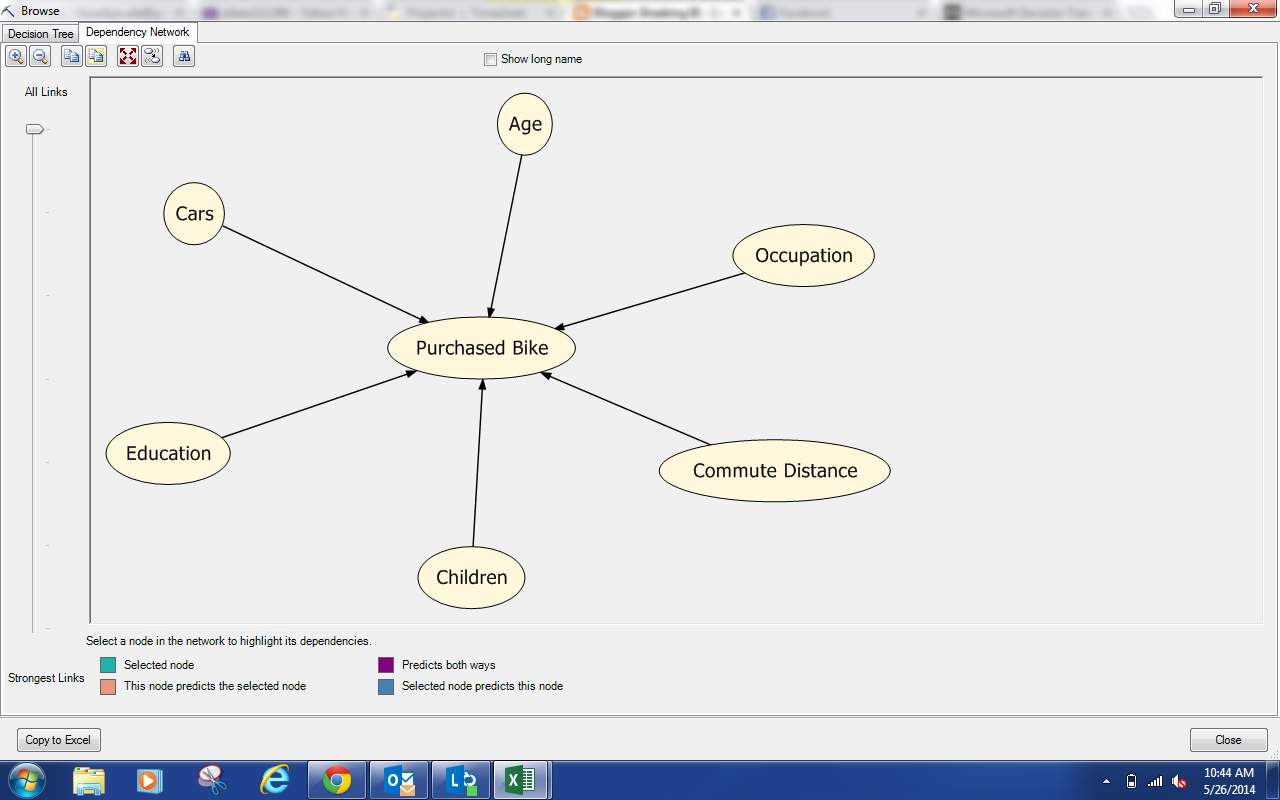 Browse
Decision Tree
Dependency Network
Show long name
All Links
Age
Cars
Occupation
Purchased Bike
Education
Commute Distance
Children
Select a node in the network to highlight its dependencies.
Selected node
Predicts both ways
Strongest Links
This node predicts the selected node
Selected node predicts this node
Copy to Excel
Close
10:44 AM
5/26/2014